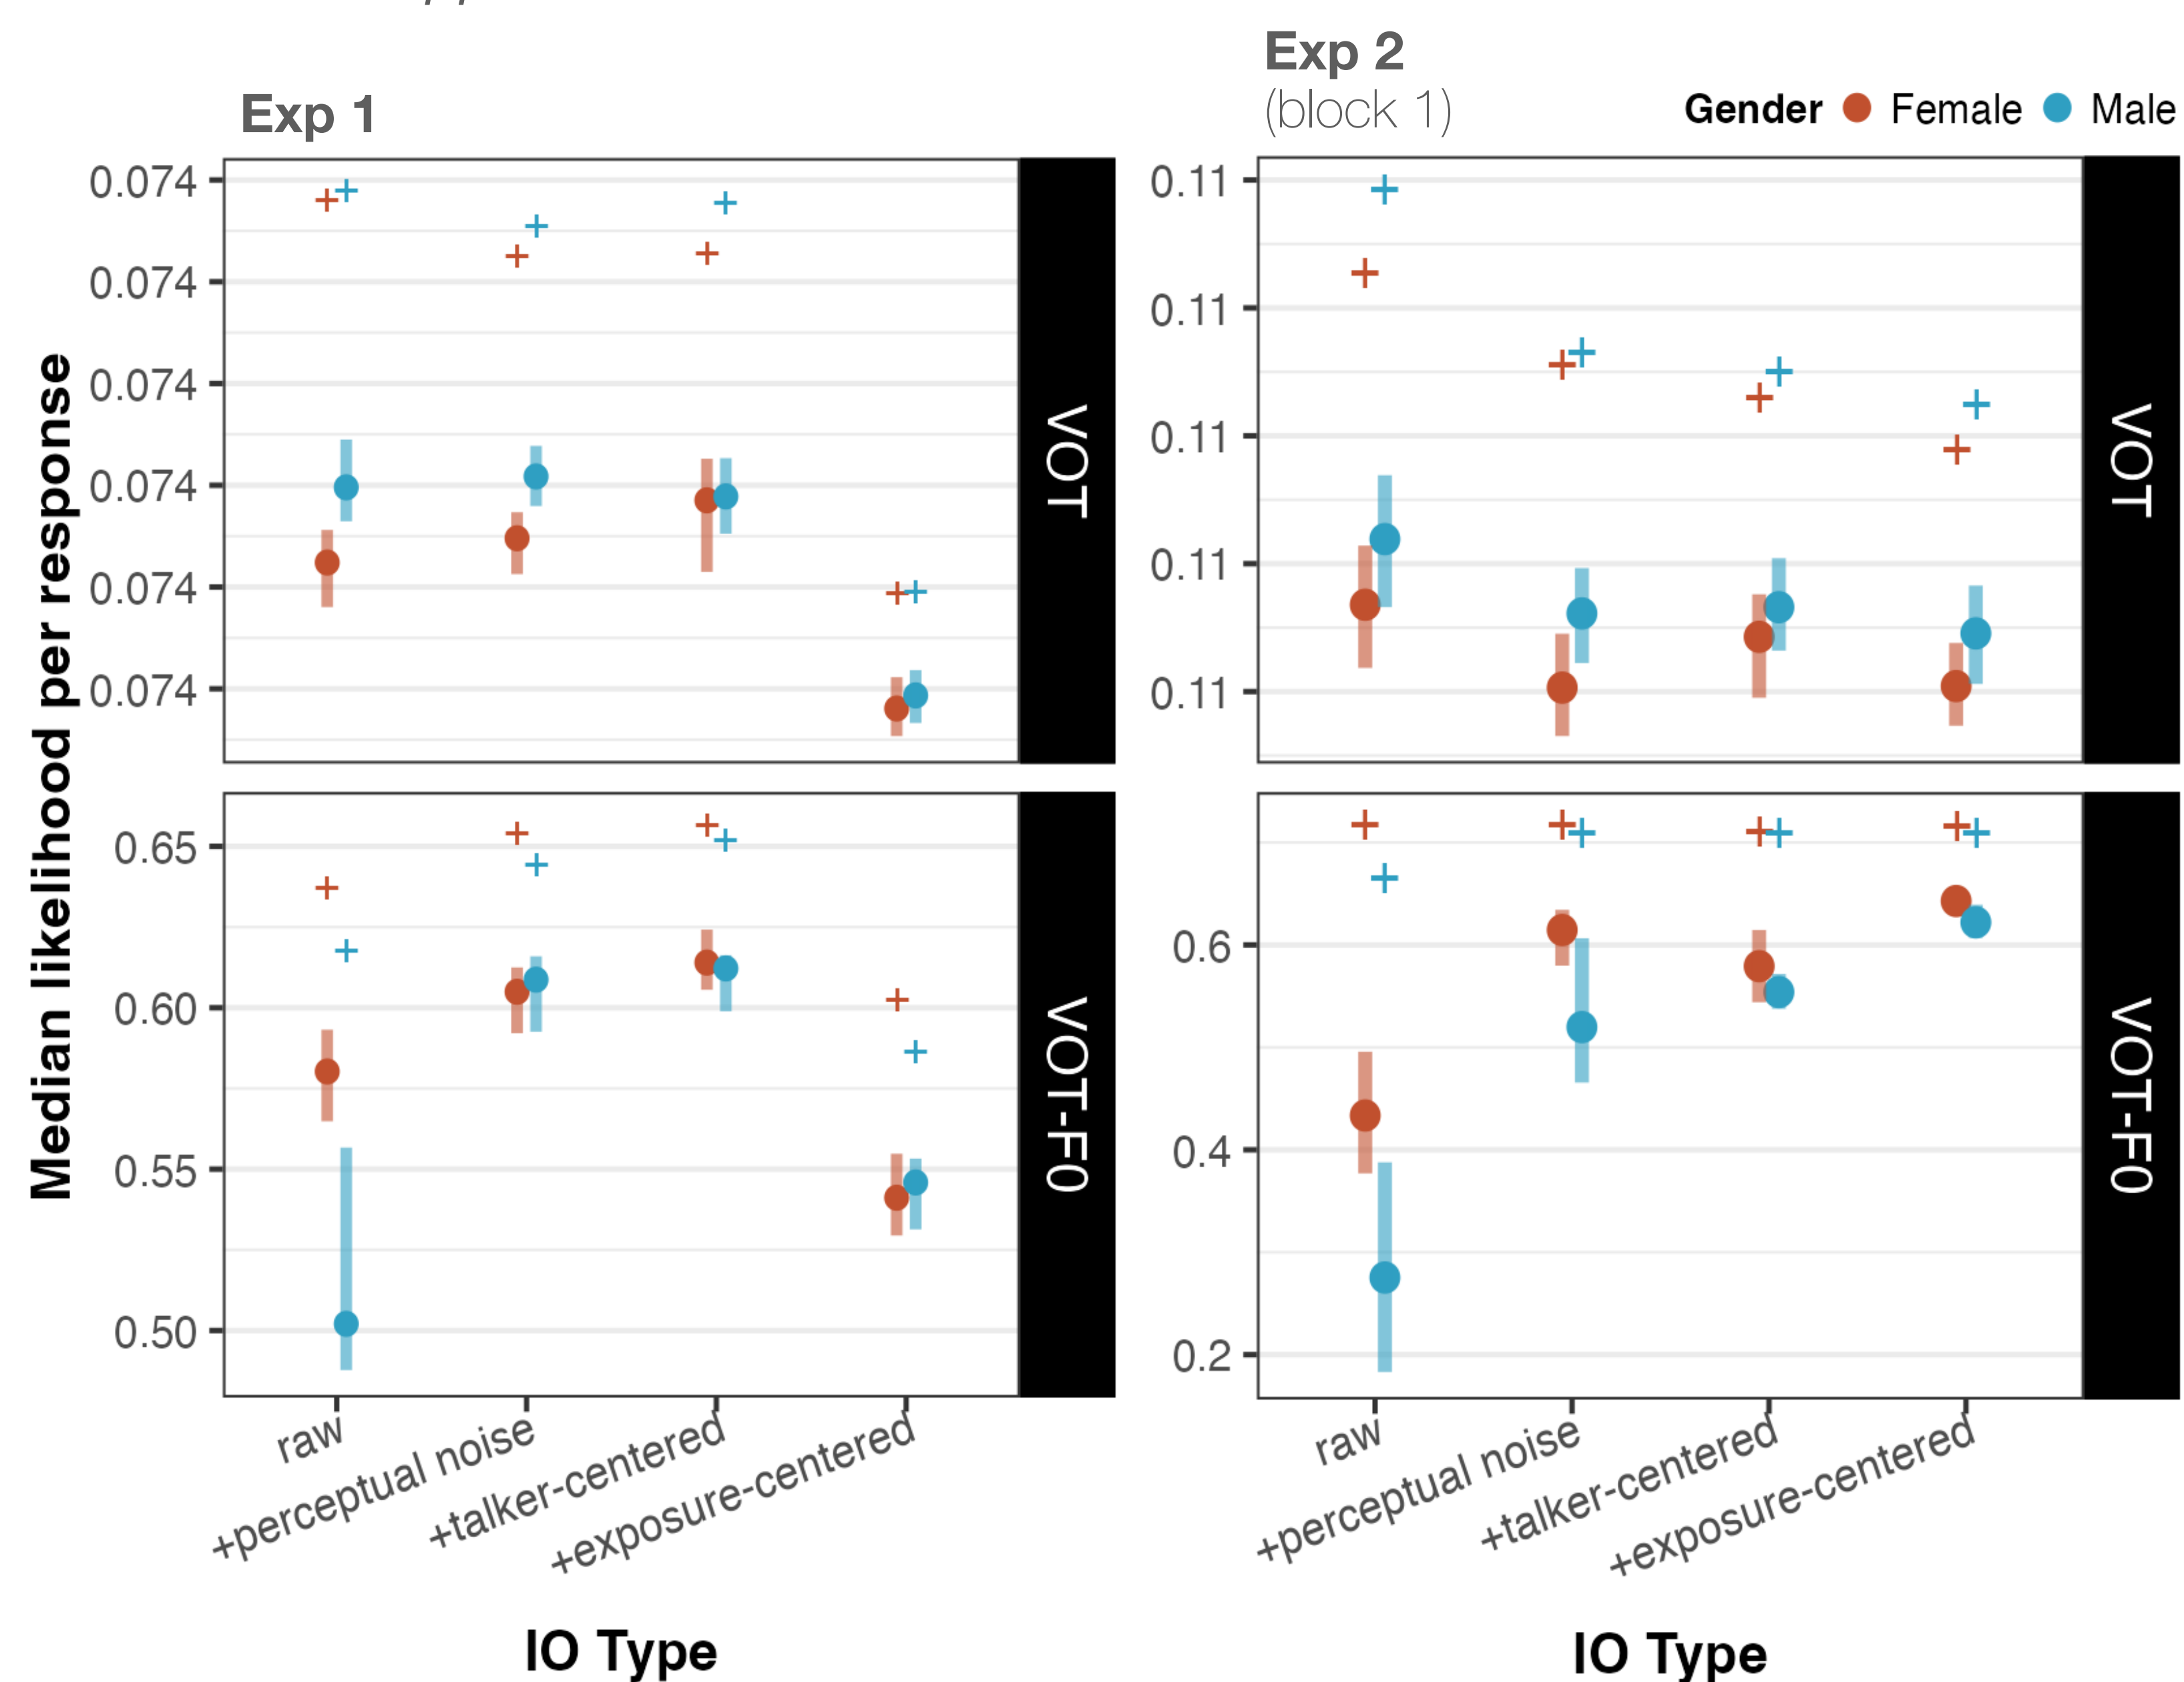 Exp 1
Exp 2
(block 1)
Gender Female Male
Median likelihood per response
0.074
0.074
0.074
0.074
0.074
0.074
VOT
0.11
0.11
0.11
0.11
0.11
VOT
0.65
0.60
0.55
0.50
VOT-F0
0.6
0.4
0.2
VOT-F0
raw
+perceptual noise
+talker-centered
+exposure-centered
raw
+perceptual noise
+talker-centered
+exposure-centered
IO Type
IO Type